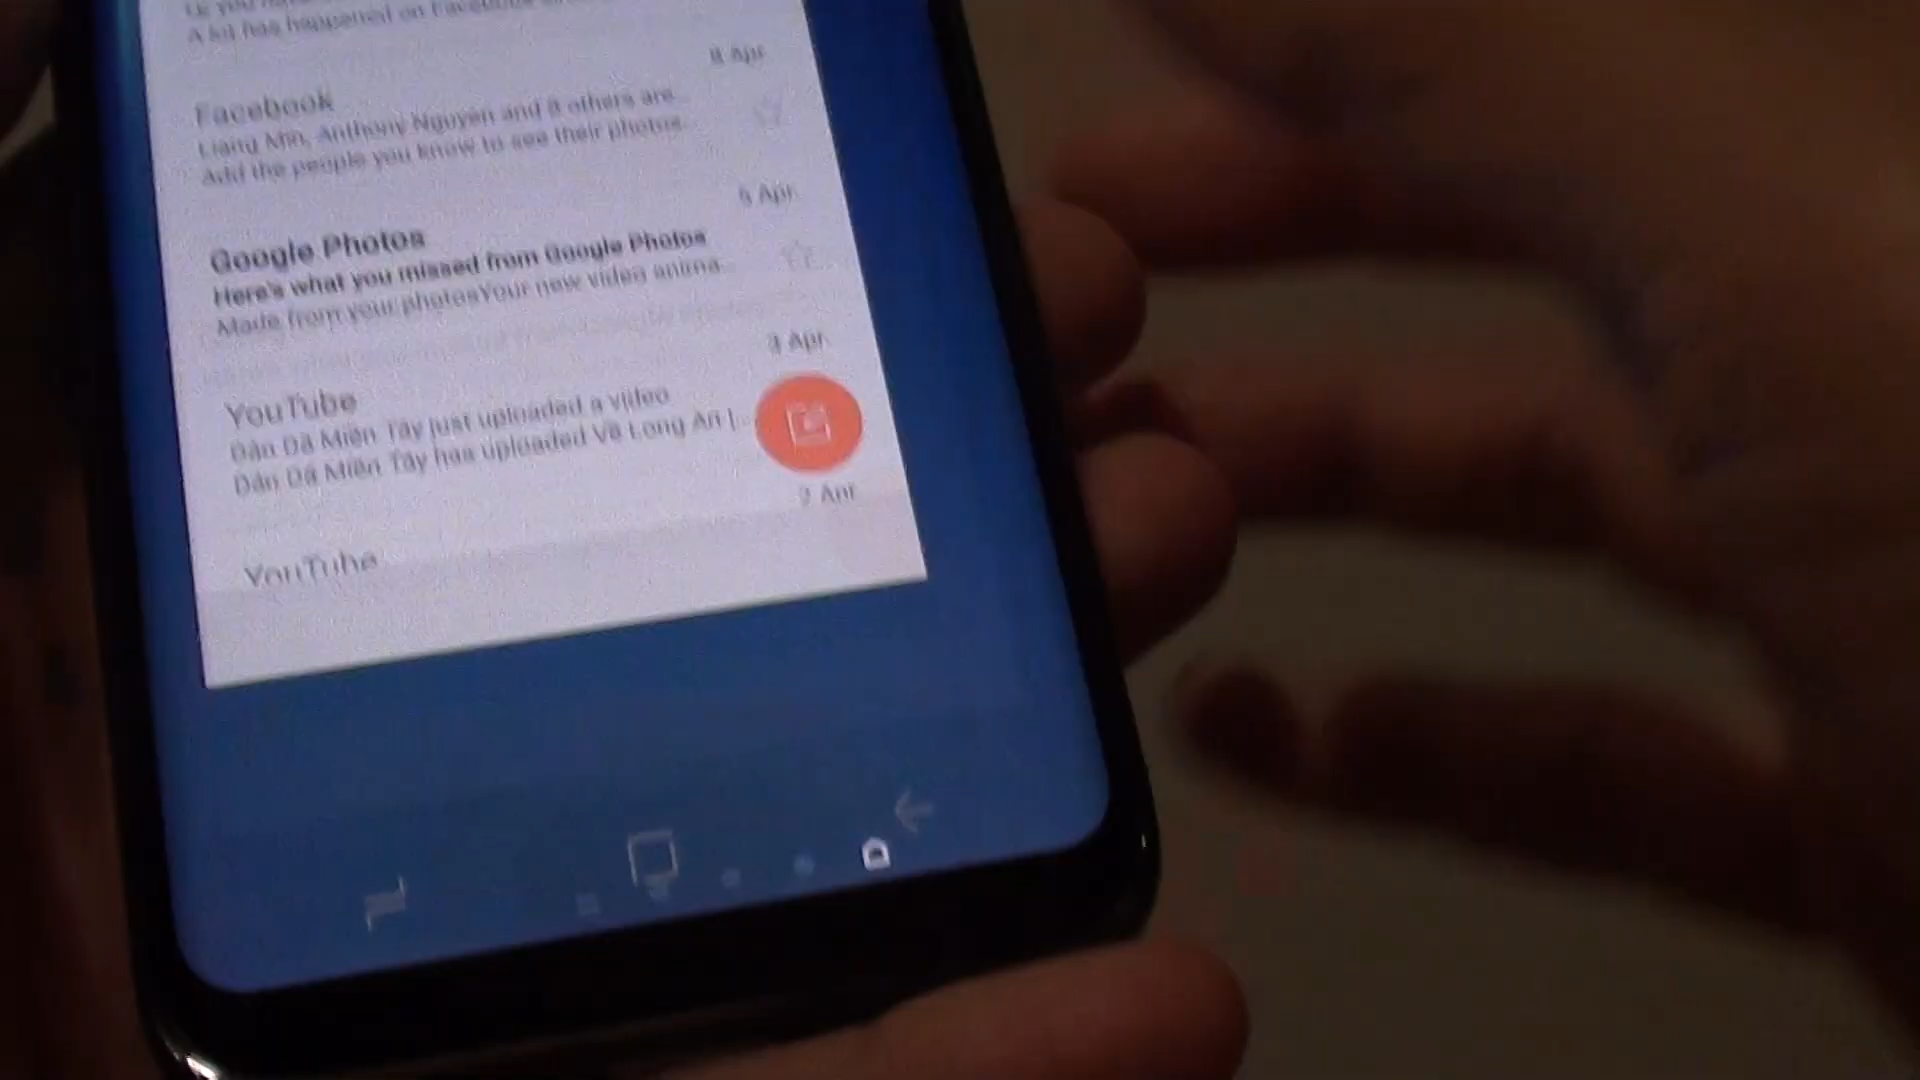 A lot has happened on Facebook
8 Apr
Facebook
Liang Min, Anthony Nguyen and 8 others are...
Add the people you know to see their photos...
5 Apr
Google Photos
Here's what you missed from Google Photos
Made from your photosYour new video anima...
3 Apr
YouTube
Dân Dã Miền Tây just uploaded a video
Dân Dã Miền Tây has uploaded Về Long An |...
2 Apr
YouTube